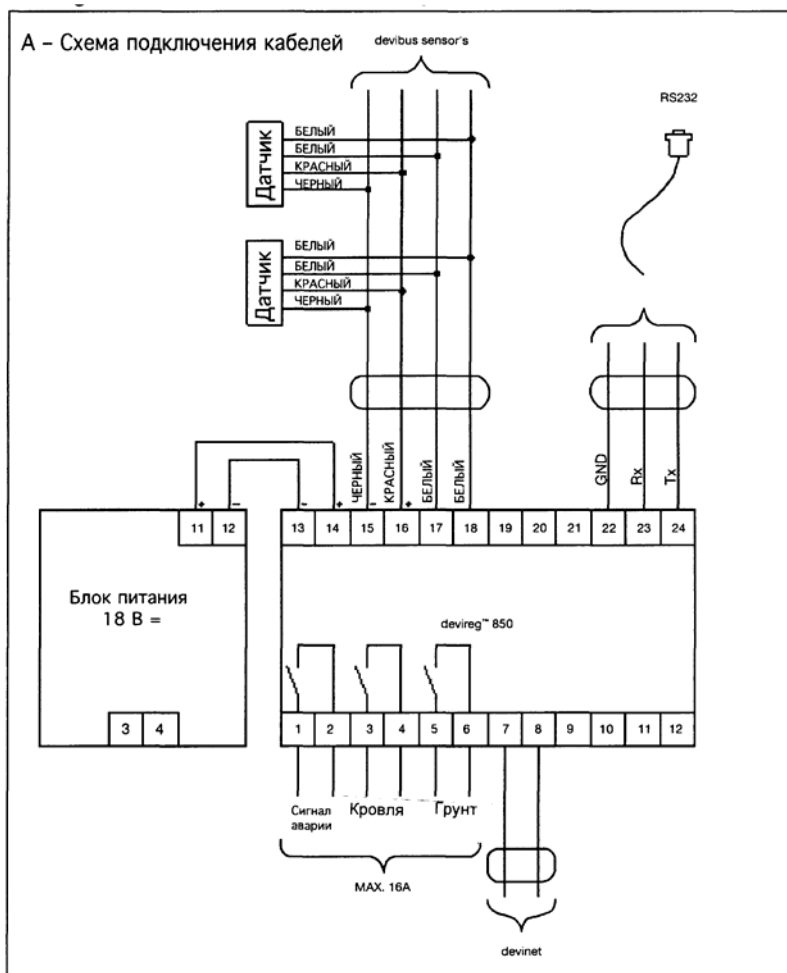 А – Схема подключения кабелей
devibus sensor's
RS232
Датчик
БЕЛЫЙ
БЕЛЫЙ
КРАСНЫЙ
ЧЕРНЫЙ
Датчик
БЕЛЫЙ
БЕЛЫЙ
КРАСНЫЙ
ЧЕРНЫЙ
ЧЕРНЫЙ
КРАСНЫЙ
БЕЛЫЙ
БЕЛЫЙ
GND
Rx
Tx
+ − − + − +
11 12 13 14 15 16 17 18 19 20 21 22 23 24
Блок питания
18 В =
devireg™ 850
3 4 1 2 3 4 5 6 7 8 9 10 11 12
Сигнал
аварии
Кровля
Грунт
MAX. 16A
devinet